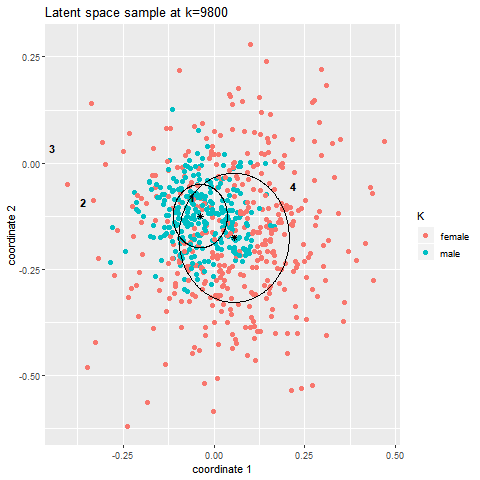 Latent space sample at k=9800
0.25
0.00
-0.25
-0.50
coordinate 2
3
2
1
4
-0.25
0.00
0.25
0.50
coordinate 1
K
female
male